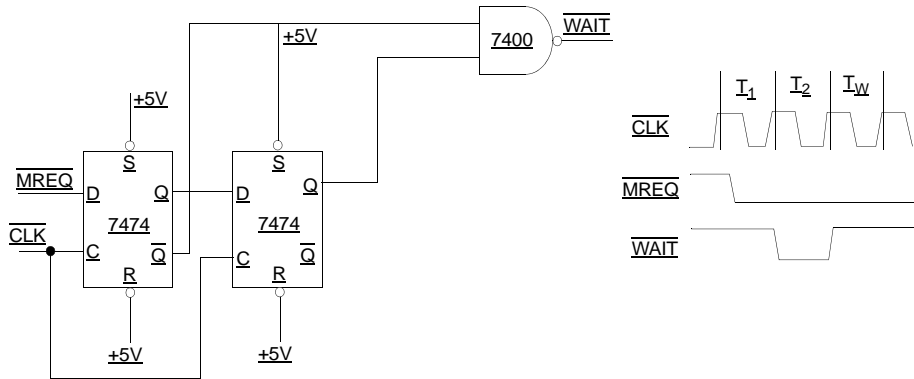 WAIT
+5V
7400
+5V
T1 T2 TW
CLK
S
S
MREQ
D
Q
D
Q
MREQ
7474
7474
CLK
C
Q
C
Q
WAIT
R
R
+5V
+5V